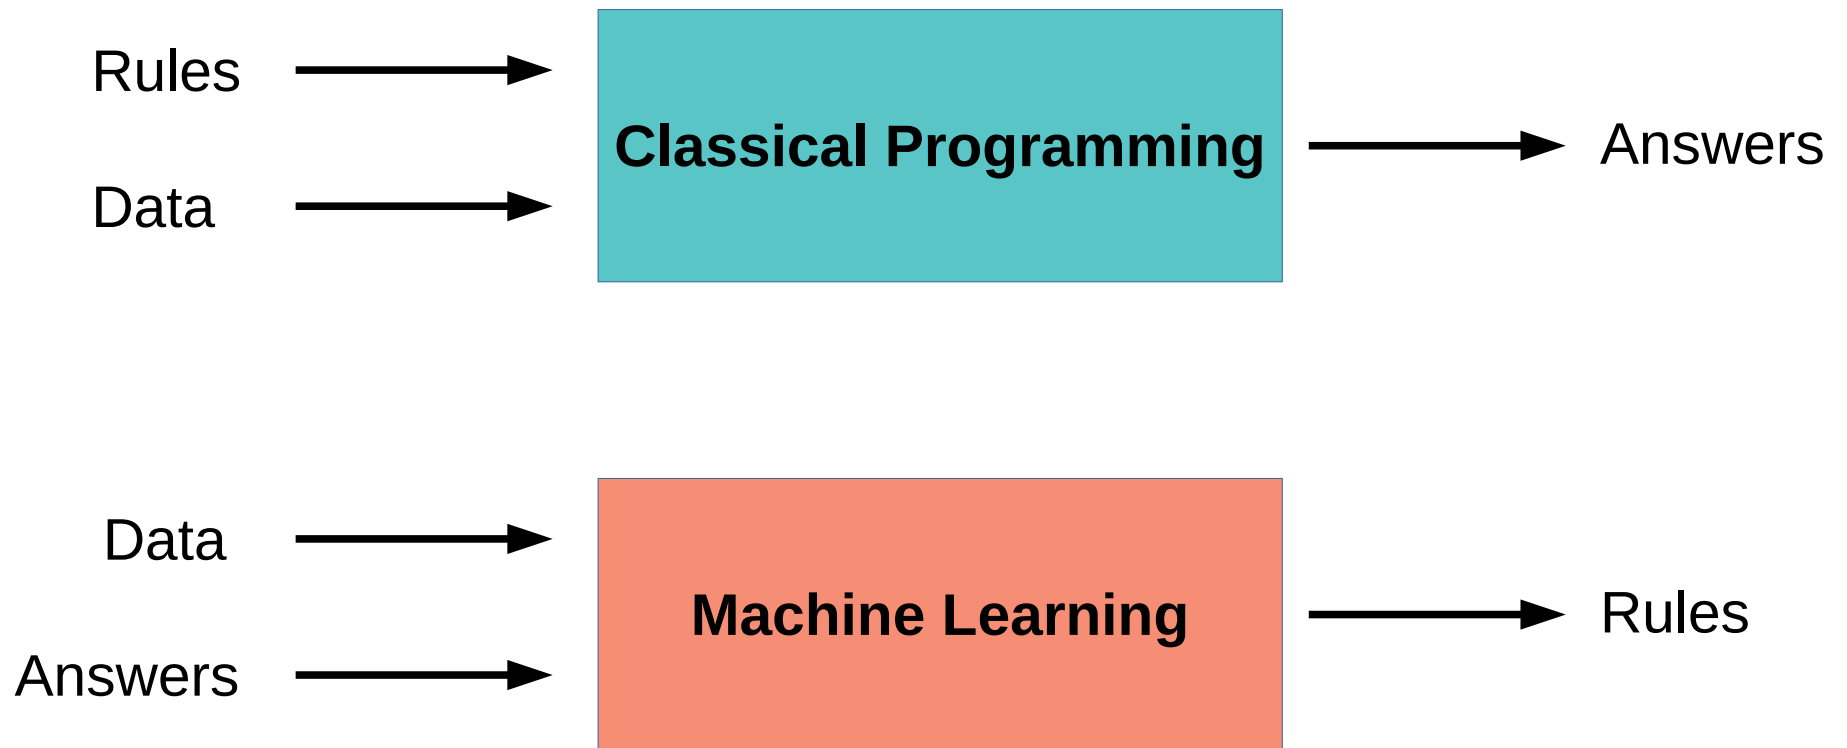 Rules
Data
Classical Programming
Answers
Data
Answers
Machine Learning
Rules